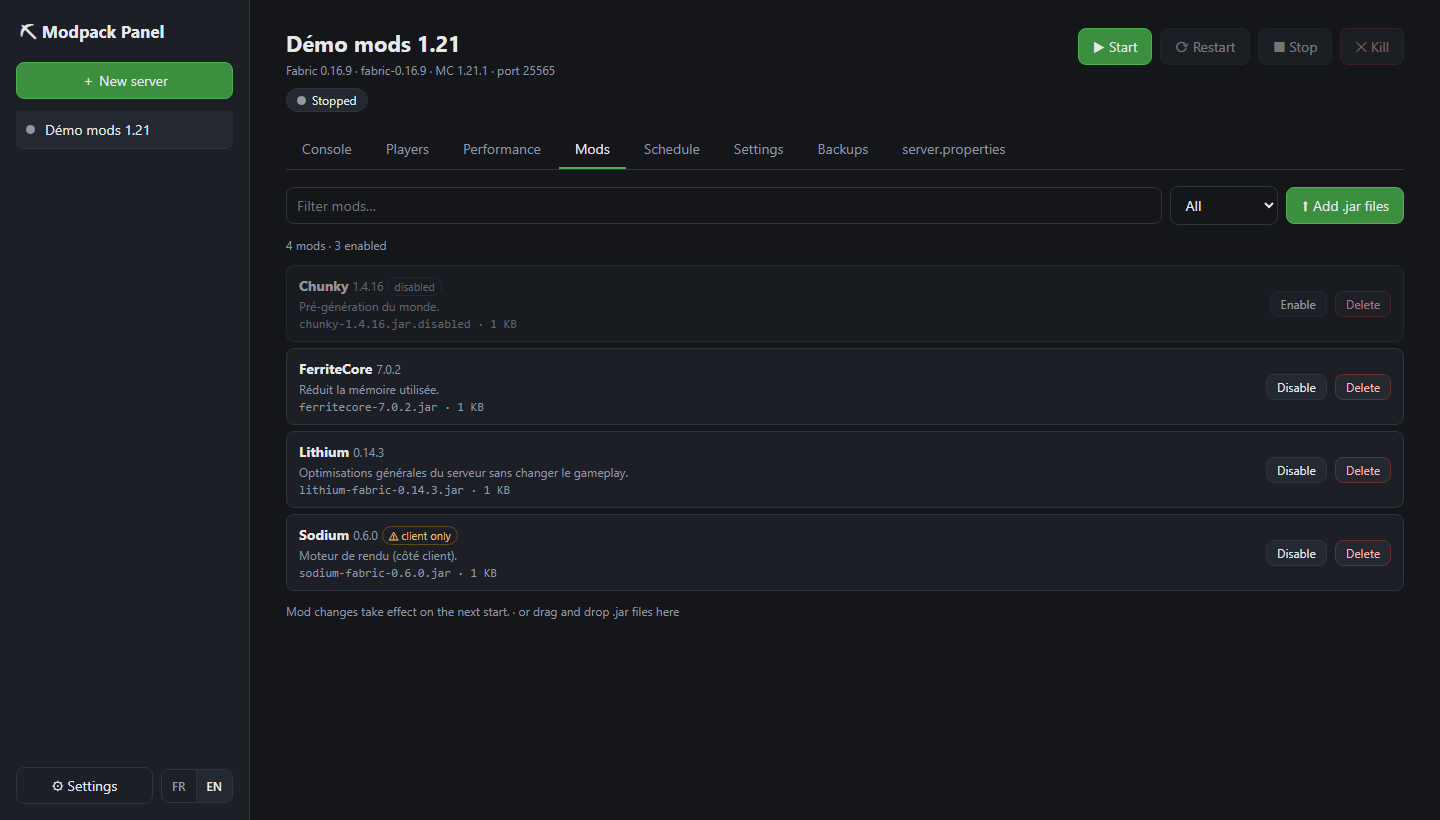 ⛏ Modpack Panel
+ New server
Démo mods 1.21
⚙ Settings
FR
EN
Démo mods 1.21
Fabric 0.16.9 · fabric-0.16.9 · MC 1.21.1 · port 25565
Stopped
▶ Start
⟳ Restart
■ Stop
✕ Kill
Console
Players
Performance
Mods
Schedule
Settings
Backups
server.properties
Filter mods…
All
⬆ Add .jar files
4 mods · 3 enabled
Chunky 1.4.16 disabled
Pré-génération du monde.
chunky-1.4.16.jar.disabled · 1 KB
Enable
Delete
FerriteCore 7.0.2
Réduit la mémoire utilisée.
ferritecore-7.0.2.jar · 1 KB
Disable
Delete
Lithium 0.14.3
Optimisations générales du serveur sans changer le gameplay.
lithium-fabric-0.14.3.jar · 1 KB
Disable
Delete
Sodium 0.6.0 ⚠ client only
Moteur de rendu (côté client).
sodium-fabric-0.6.0.jar · 1 KB
Disable
Delete
Mod changes take effect on the next start. · or drag and drop .jar files here